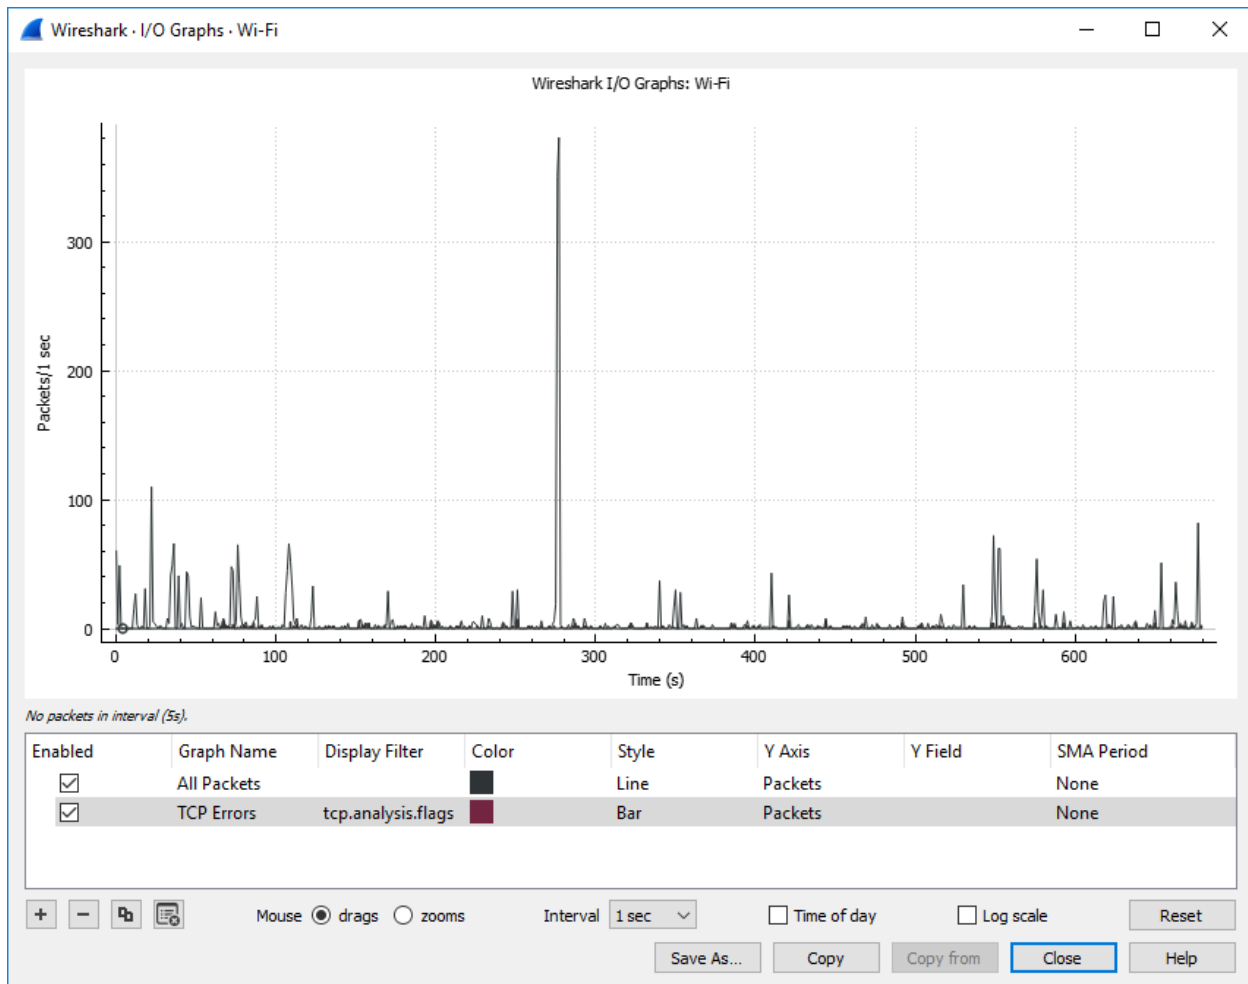 Wireshark · I/O Graphs · Wi-Fi
Wireshark I/O Graphs: Wi-Fi
Packets/1 sec
300
200
100
0
0 100 200 300 400 500 600
Time (s)
No packets in interval (5s).
Enabled Graph Name Display Filter Color Style Y Axis Y Field SMA Period
All Packets Line Packets None
TCP Errors tcp.analysis.flags Bar Packets None
+ − Mouse drags zooms Interval 1 sec Time of day Log scale Reset
Save As... Copy Copy from Close Help